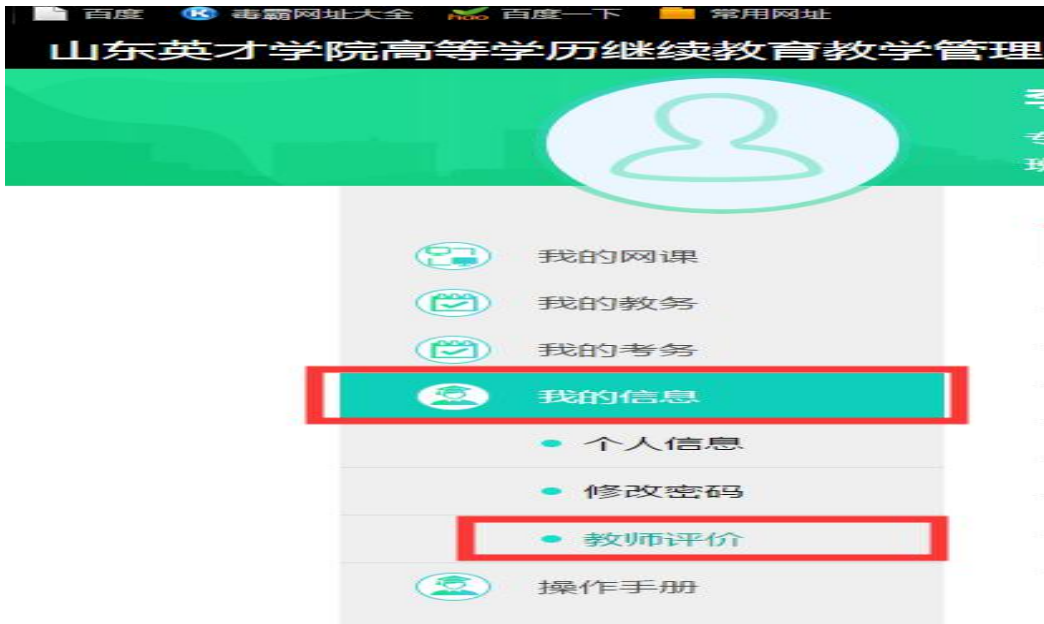 百度 毒霸网址大全 百度一下 常用网址
山东英才学院高等学历继续教育教学管理
我的网课
我的教务
我的考务
我的信息
个人信息
修改密码
教师评价
操作手册